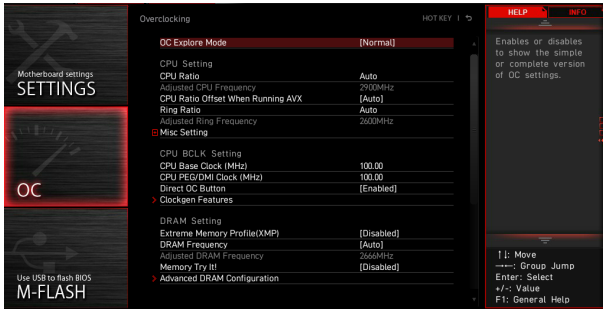 Overclocking
HOT KEY | ↩
HELP
INFO
OC Explore Mode [Normal]
CPU Setting
CPU Ratio Auto
Adjusted CPU Frequency 2900MHz
CPU Ratio Offset When Running AVX [Auto]
Ring Ratio Auto
Adjusted Ring Frequency 2600MHz
Misc Setting
CPU BCLK Setting
CPU Base Clock (MHz) 100.00
CPU PEG/DMI Clock (MHz) 100.00
Direct OC Button [Enabled]
Clockgen Features
DRAM Setting
Extreme Memory Profile(XMP) [Disabled]
DRAM Frequency [Auto]
Adjusted DRAM Frequency 2666MHz
Memory Try It! [Disabled]
Advanced DRAM Configuration
Motherboard settings
SETTINGS
OC
Use USB to flash BIOS
M-FLASH
Enables or disables
to show the simple
or complete version
of OC settings.
↑↓: Move
→←: Group Jump
Enter: Select
+/-: Value
F1: General Help